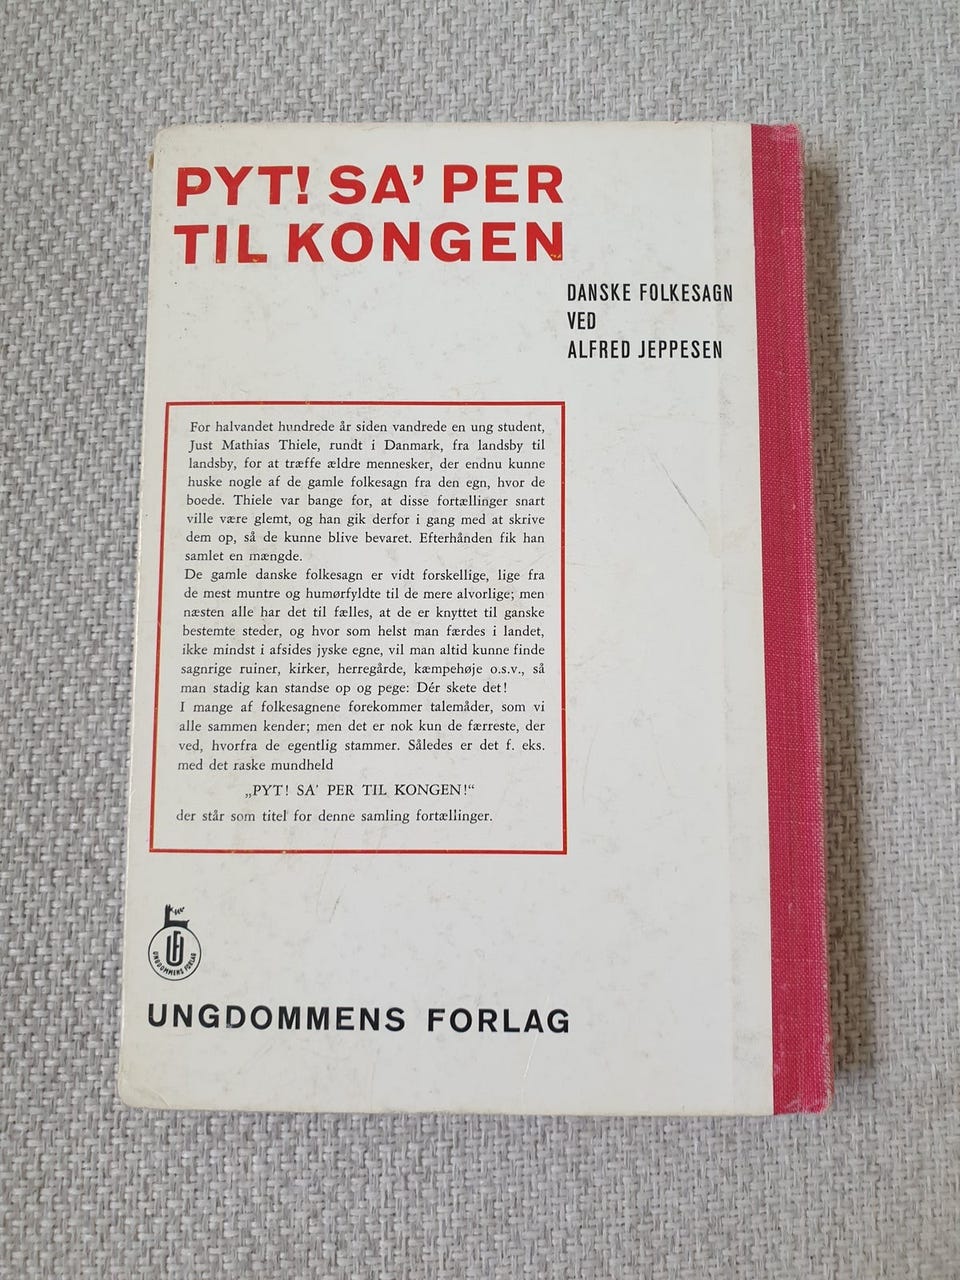 PYT! SA' PER
TIL KONGEN
DANSKE FOLKESAGN
VED
ALFRED JEPPESEN
For halvandet hundrede år siden vandrede en ung student,
Just Mathias Thiele, rundt i Danmark, fra landsby til
landsby, for at træffe ældre mennesker, der endnu kunne
huske nogle af de gamle folkesagn fra den egn, hvor de
boede. Thiele var bange for, at disse fortællinger snart
ville være glemt, og han gik derfor i gang med at skrive
dem op, så de kunne blive bevaret. Efterhånden fik han
samlet en mængde.
De gamle danske folkesagn er vidt forskellige, lige fra
de mest muntre og humørfyldte til de mere alvorlige; men
næsten alle har det til fælles, at de er knyttet til ganske
bestemte steder, og hvor som helst man færdes i landet,
ikke mindst i afsides jyske egne, vil man altid kunne finde
sagnrige ruiner, kirker, herregårde, kæmpehøje o.s.v., så
man stadig kan standse op og pege: Dér skete det!
I mange af folkesagnene forekommer talemåder, som vi
alle sammen kender; men det er nok kun de færreste, der
ved, hvorfra de egentlig stammer. Således er det f. eks.
med det raske mundheld
„PYT! SA' PER TIL KONGEN!“
der står som titel for denne samling fortællinger.
UF
UNGDOMMENS FORLAG
UNGDOMMENS FORLAG